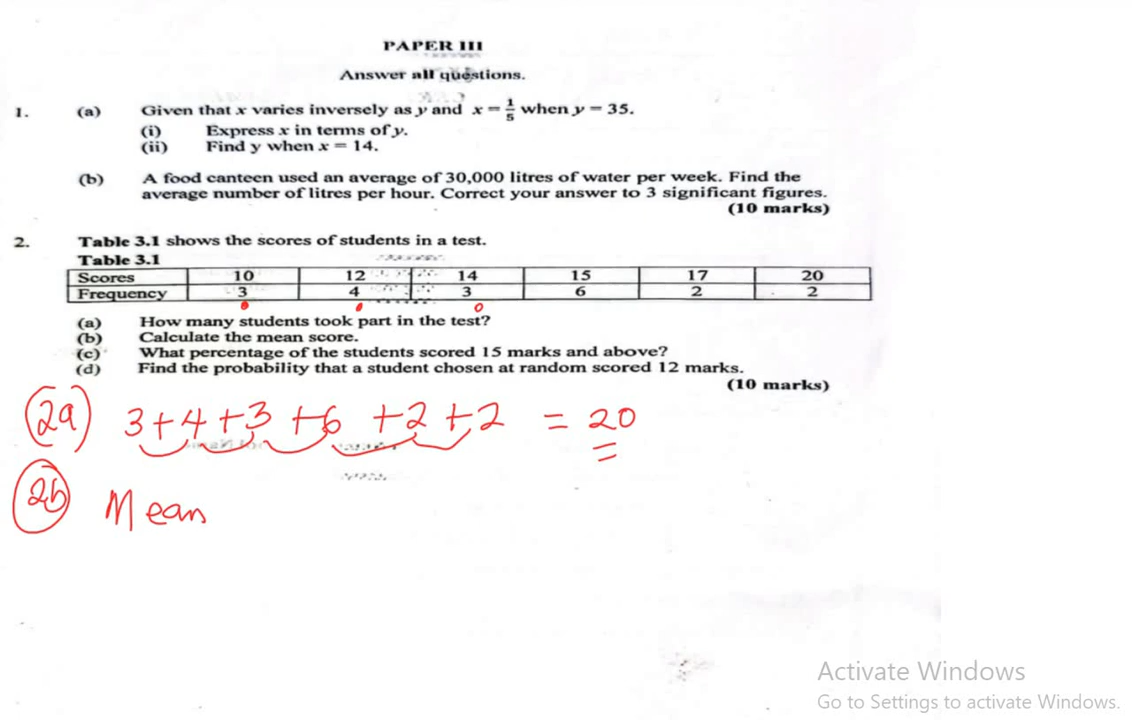 PAPER III
Answer all questions.
1. (a) Given that x varies inversely as y and x = 1/5 when y = 35.
(i) Express x in terms of y.
(ii) Find y when x = 14.
(b) A food canteen used an average of 30,000 litres of water per week. Find the
average number of litres per hour. Correct your answer to 3 significant figures.
(10 marks)
2. Table 3.1 shows the scores of students in a test.
Table 3.1
Scores 10 12 14 15 17 20
Frequency 3 4 3 6 2 2
(a) How many students took part in the test?
(b) Calculate the mean score.
(c) What percentage of the students scored 15 marks and above?
(d) Find the probability that a student chosen at random scored 12 marks.
(10 marks)
2a) 3+4+3+6+2+2 = 20
2b) Mean
Activate Windows
Go to Settings to activate Windows.